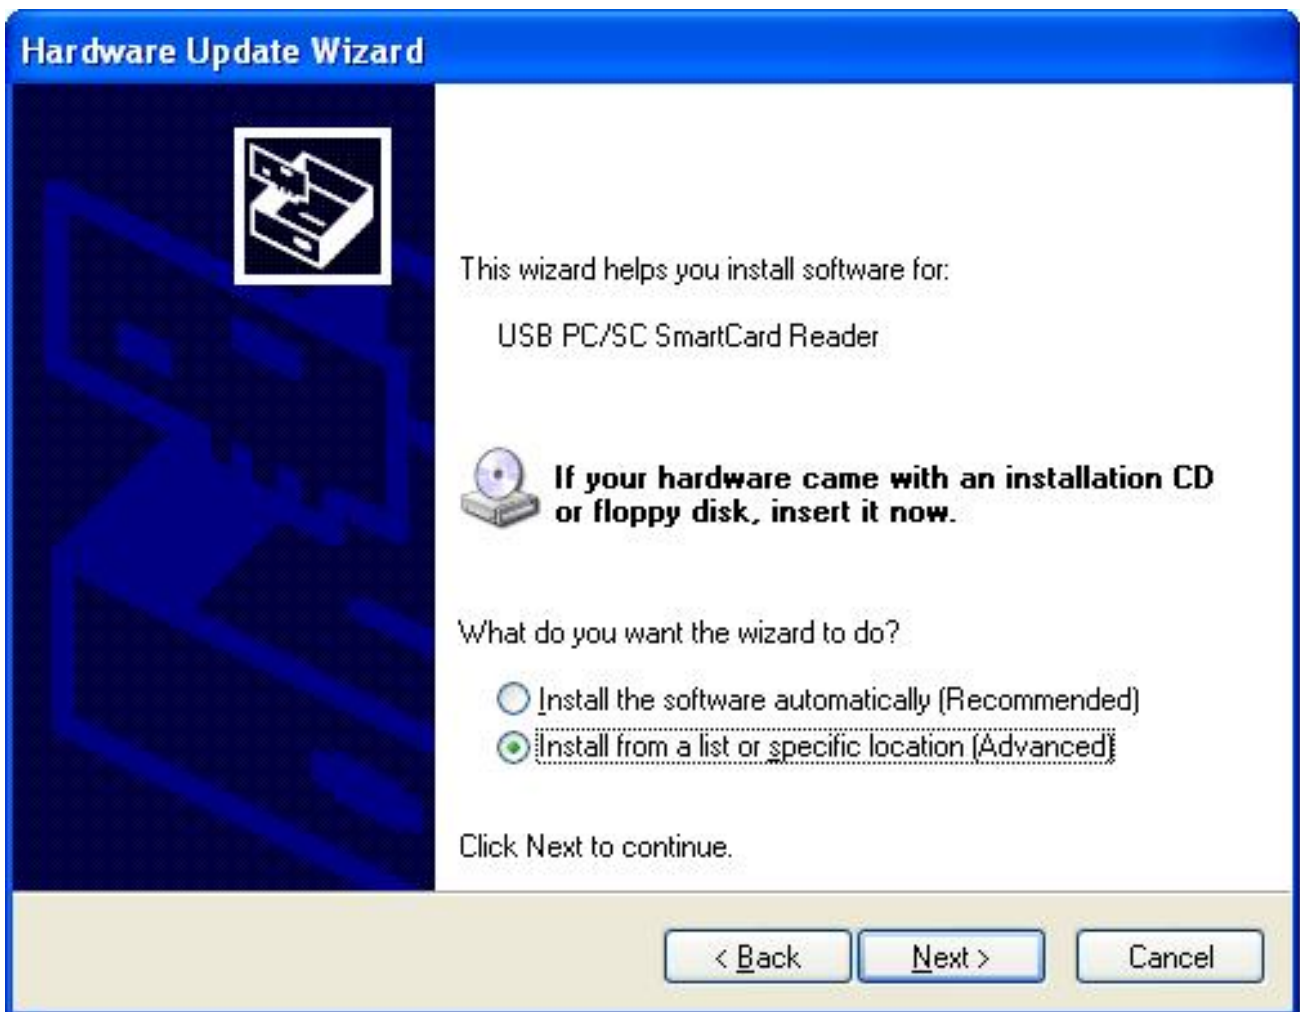 Hardware Update Wizard
This wizard helps you install software for:
USB PC/SC SmartCard Reader
If your hardware came with an installation CD
or floppy disk, insert it now.
What do you want the wizard to do?
Install the software automatically (Recommended)
Install from a list or specific location (Advanced)
Click Next to continue.
< Back
Next >
Cancel